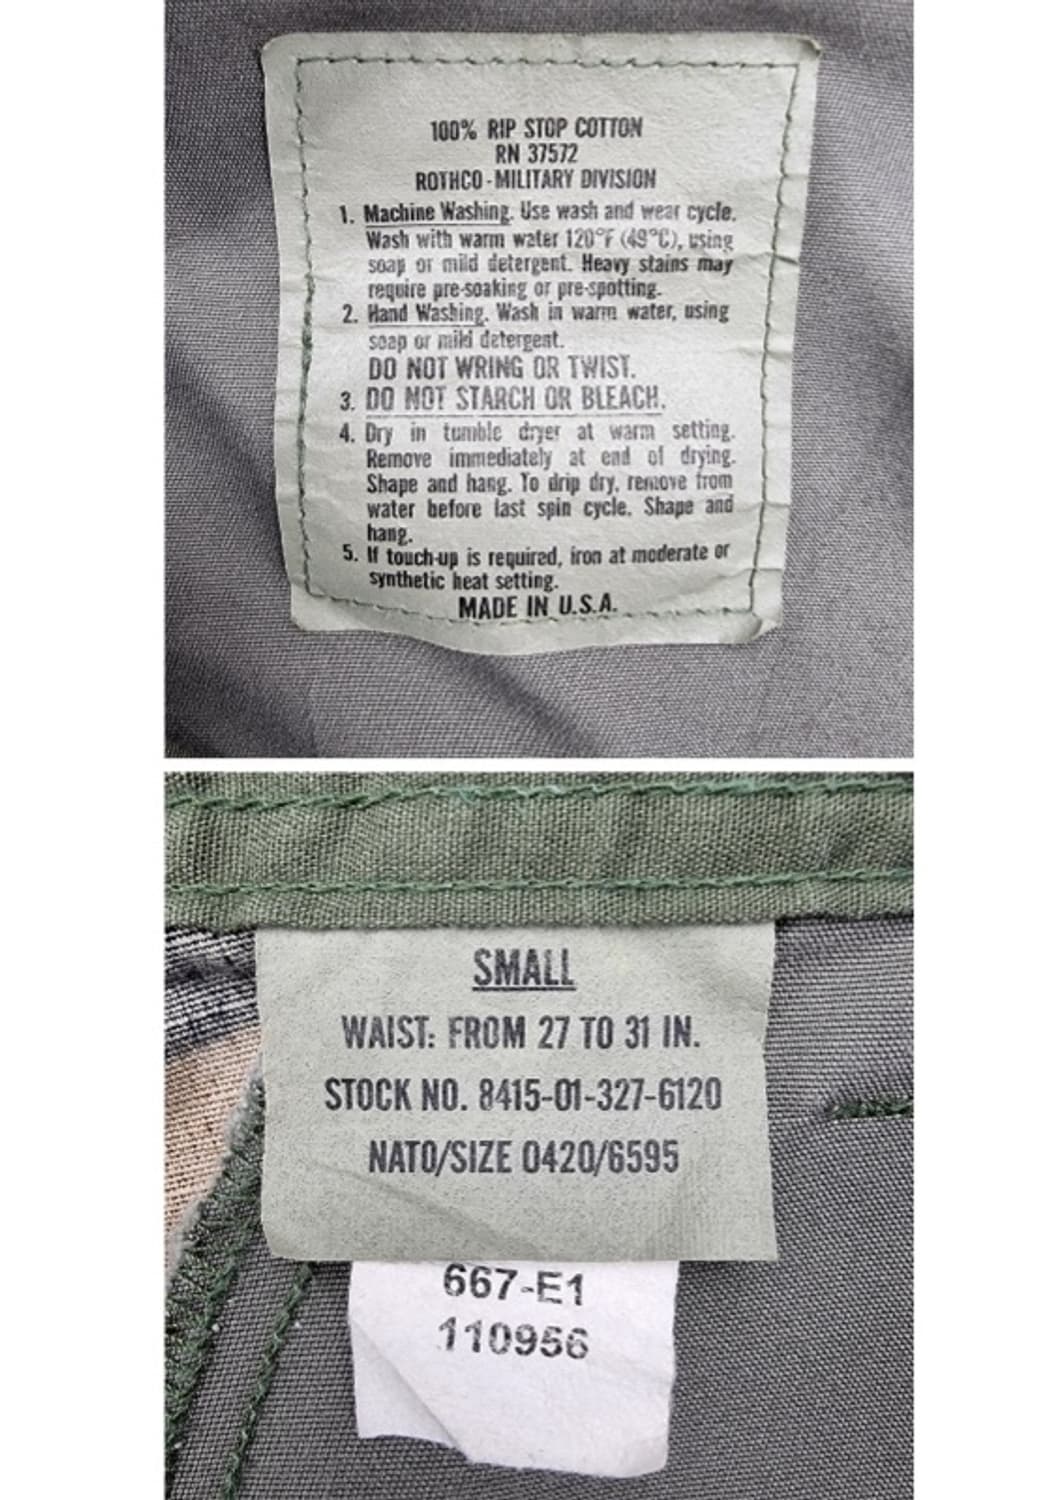 100% RIP STOP COTTON
RN 37572
ROTHCO - MILITARY DIVISION
1. Machine Washing. Use wash and wear cycle.
Wash with warm water 120°F (49°C), using
soap or mild detergent. Heavy stains may
require pre-soaking or pre-spotting.
2. Hand Washing. Wash in warm water, using
soap or mild detergent.
DO NOT WRING OR TWIST.
3. DO NOT STARCH OR BLEACH.
4. Dry in tumble dryer at warm setting.
Remove immediately at end of drying.
Shape and hang. To drip dry, remove from
water before last spin cycle. Shape and
hang.
5. If touch-up is required, iron at moderate or
synthetic heat setting.
MADE IN U.S.A.
SMALL
WAIST: FROM 27 TO 31 IN.
STOCK NO. 8415-01-327-6120
NATO/SIZE 0420/6595
667-E1
110956